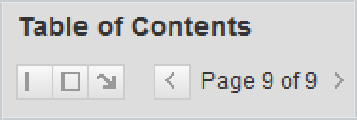 Table of Contents
Page 9 of 9